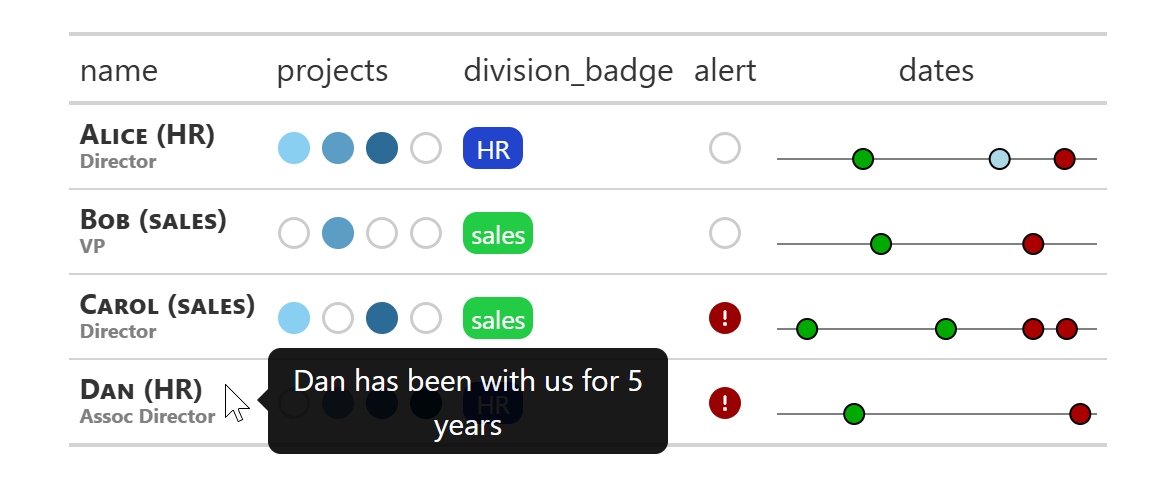 name projects division_badge alert dates
Alice (HR)
Director
HR
Bob (sales)
VP
sales
Carol (sales)
Director
sales
!
Dan (HR)
Assoc Director
Dan has been with us for 5
years
HR
!